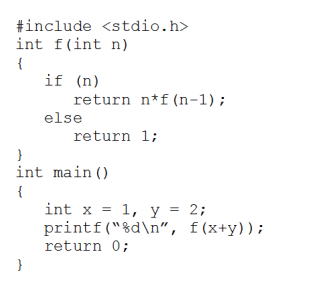 #include <stdio.h>
int f(int n)
{
   if (n)
      return n*f(n-1);
   else
      return 1;
}
int main()
{
   int x = 1, y = 2;
   printf(“%d\n”, f(x+y));
   return 0;
}